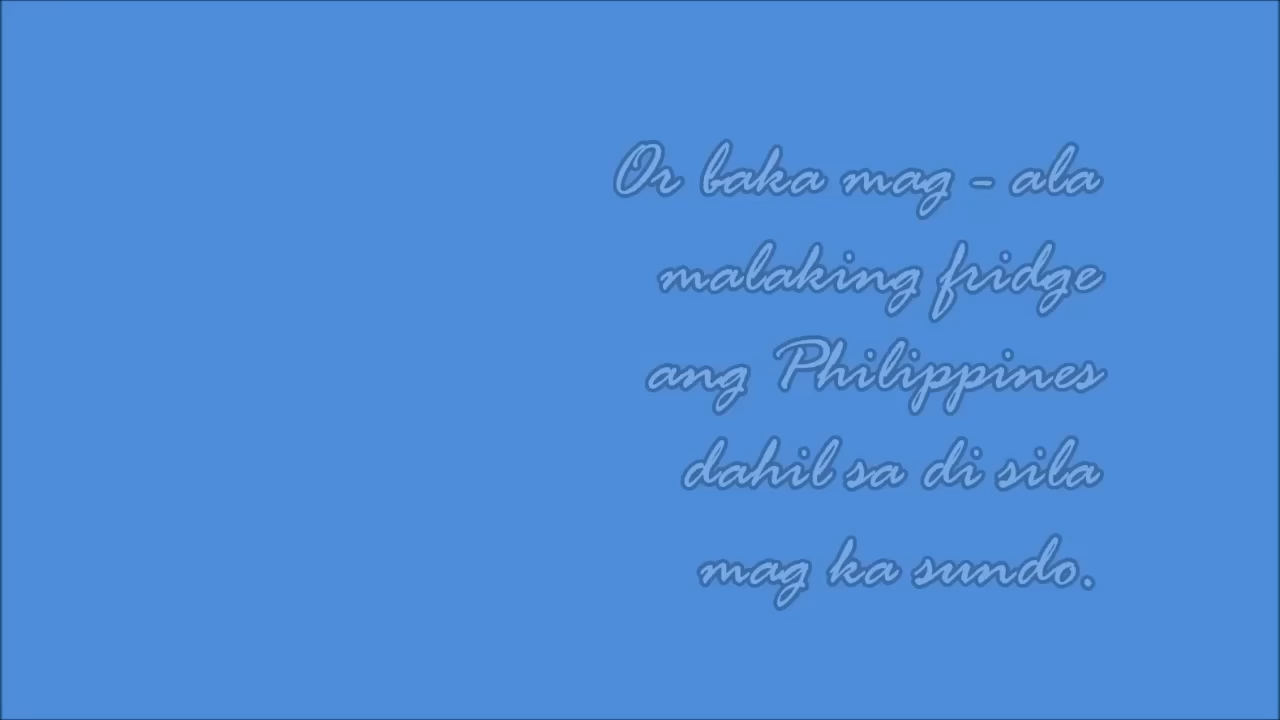 Or baka mag - ala
malaking fridge
ang Philippines
dahil sa di sila
mag ka sundo.